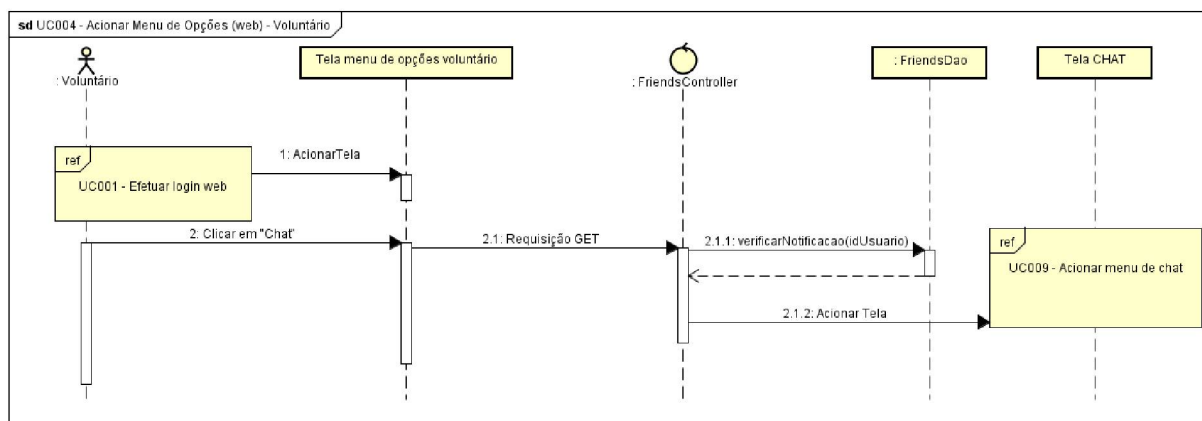 sd UC004 - Acionar Menu de Opções (web) - Voluntário
: Voluntário
Tela menu de opções voluntário
: FriendsController
: FriendsDao
Tela CHAT
ref
UC001 - Efetuar login web
1: AcionarTela
2: Clicar em "Chat"
2.1: Requisição GET
2.1.1: verificarNotificacao(idUsuario)
ref
UC009 - Acionar menu de chat
2.1.2: Acionar Tela